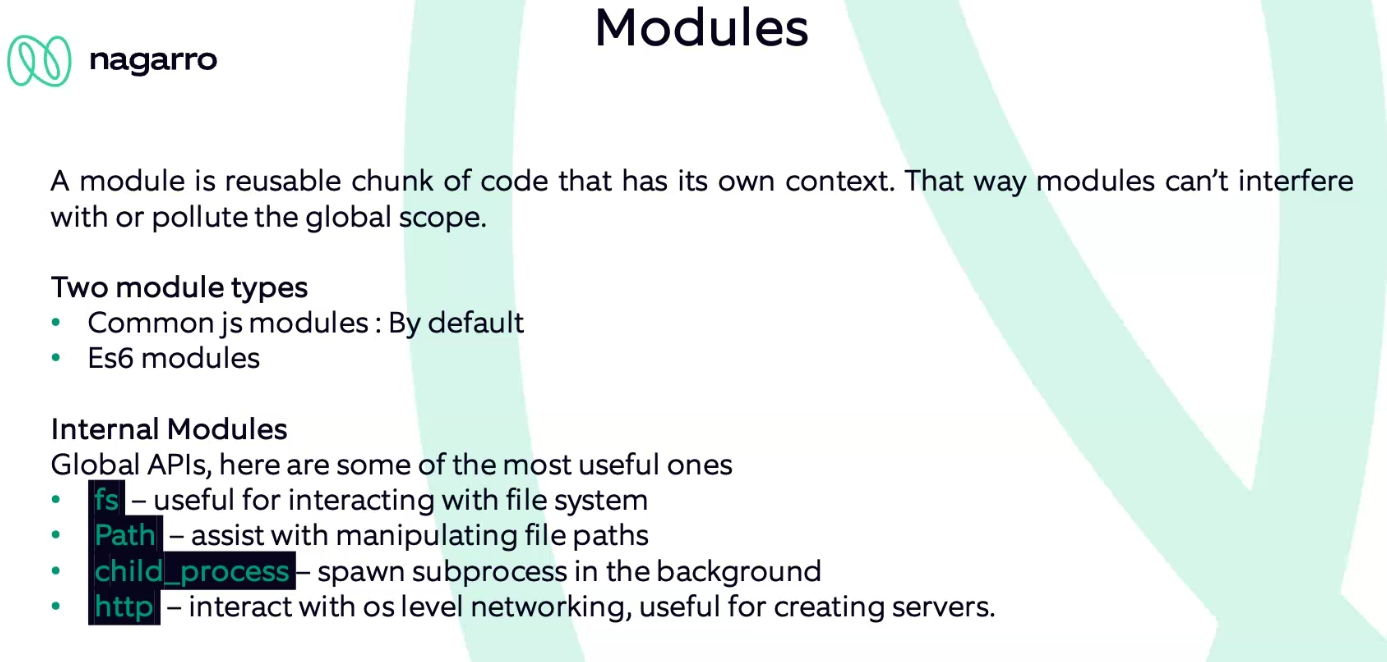 Modules
nagarro
A module is reusable chunk of code that has its own context. That way modules can't interfere
with or pollute the global scope.
Two module types
• Common js modules : By default
• Es6 modules
Internal Modules
Global APIs, here are some of the most useful ones
• fs – useful for interacting with file system
• Path – assist with manipulating file paths
• child_process – spawn subprocess in the background
• http – interact with os level networking, useful for creating servers.